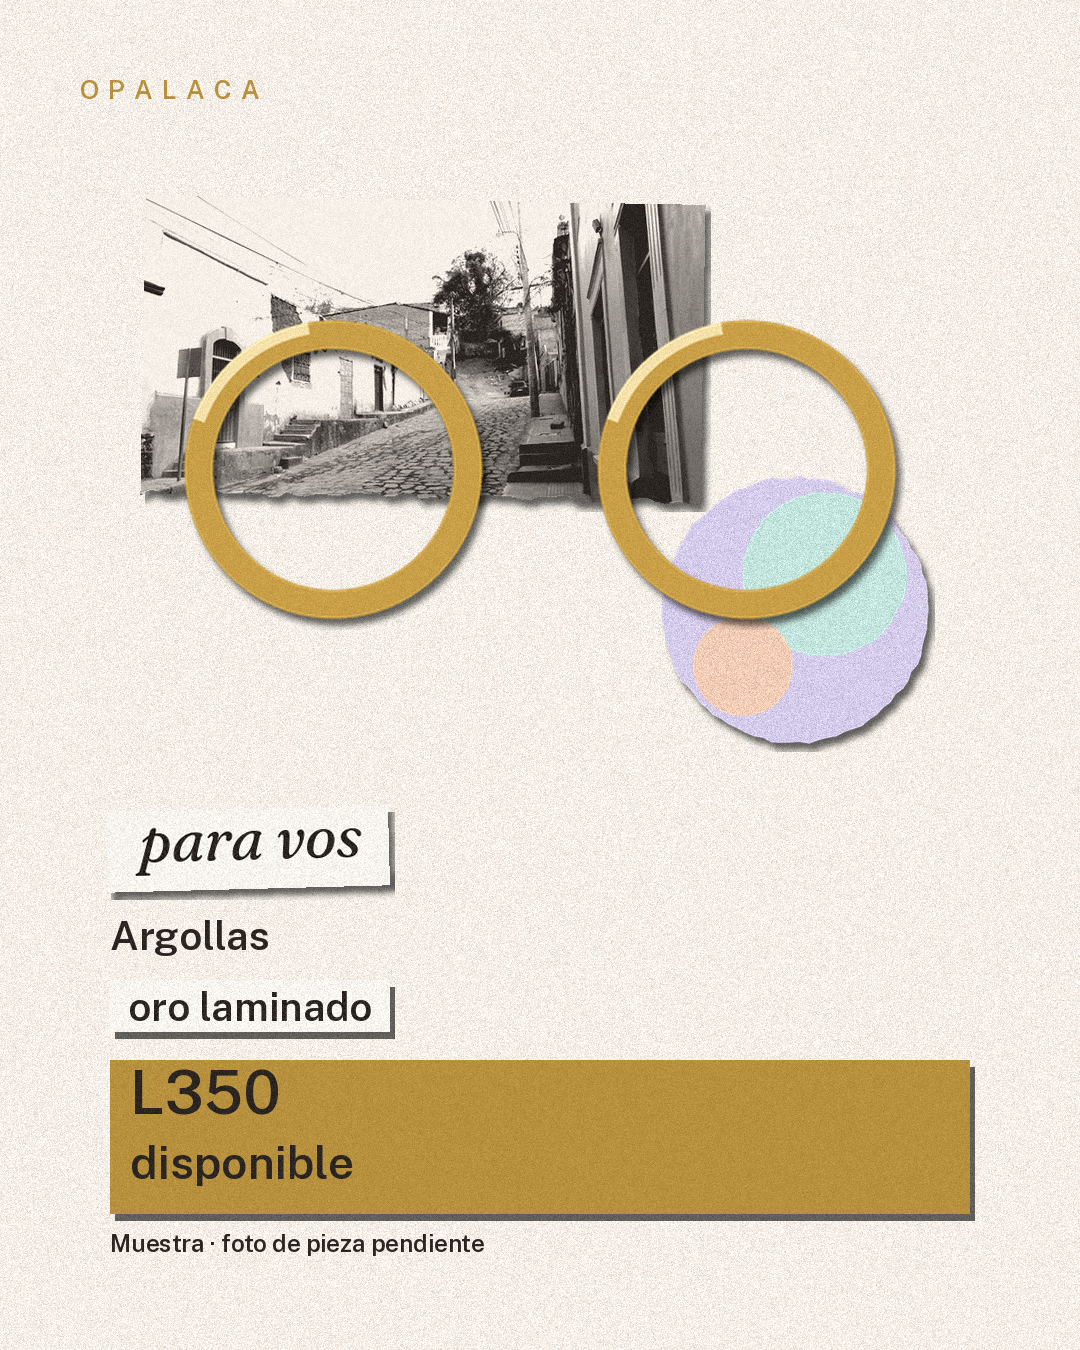 OPALACA
para vos
Argollas
oro laminado
L350
disponible
Muestra · foto de pieza pendiente